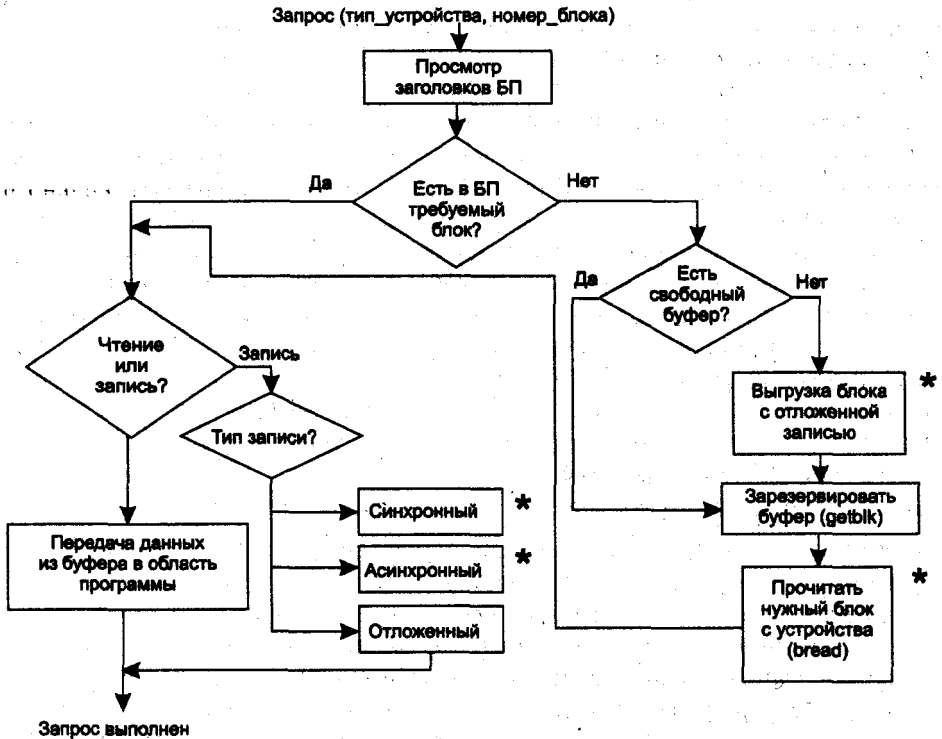 Запрос (тип_устройства, номер_блока)
Просмотр
заголовков БП
Да
Есть в БП
требуемый
блок?
Нет
Да
Есть
свободный
буфер?
Нет
Чтение
или
запись?
Запись
Тип записи?
Выгрузка блока
с отложенной
записью
*
Синхронный
*
Зарезервировать
буфер (getblk)
Передача данных
из буфера в область
программы
Асинхронный
*
Прочитать
нужный блок
с устройства
(bread)
*
Отложенный
Запрос выполнен